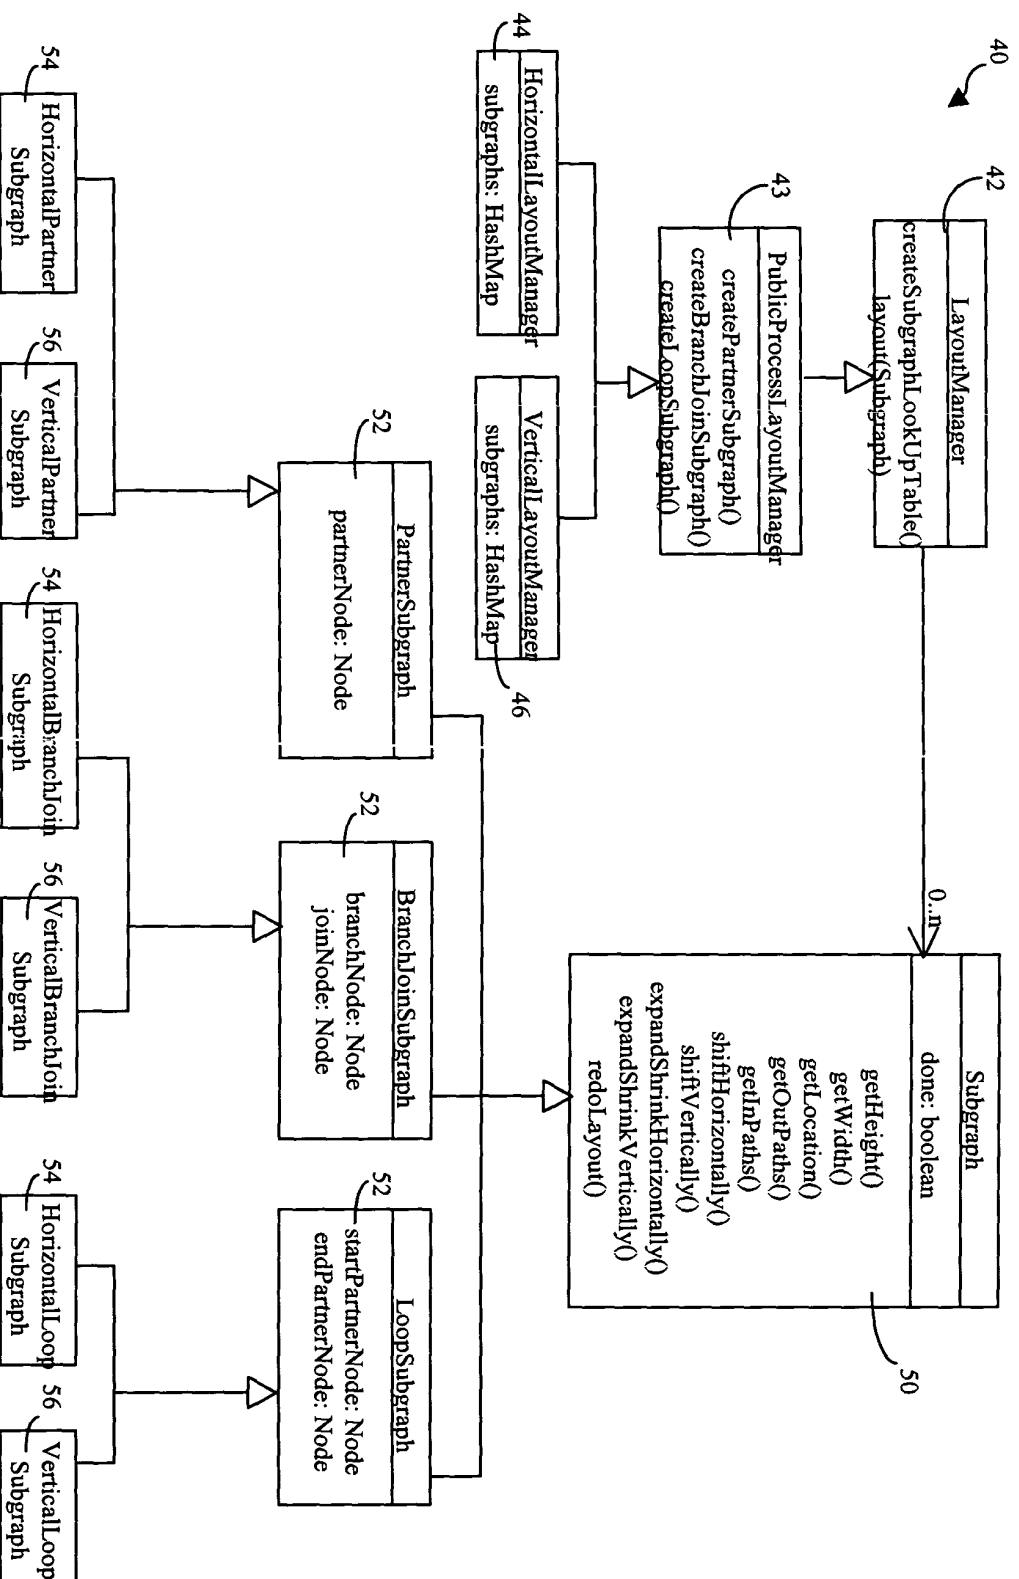 40
42
LayoutManager
createSubgraphLookUpTable()
layout(Subgraph)
0..n
Subgraph
done: boolean
getHeight()
getWidth()
getLocation()
getOutPaths()
getInPaths()
shiftHorizontally()
shiftVertically()
expandShrinkHorizontally()
expandShrinkVertically()
redoLayout()
50
43
PublicProcessLayoutManager
createPartnerSubgraph()
createBranchJoinSubgraph()
createLoopSubgraph()
44
HorizontalLayoutManager
subgraphs: HashMap
VerticalLayoutManager
subgraphs: HashMap
46
52
PartnerSubgraph
partnerNode: Node
52
BranchJoinSubgraph
branchNode: Node
joinNode: Node
52
LoopSubgraph
startPartnerNode: Node
endPartnerNode: Node
54
HorizontalPartner
Subgraph
56
VerticalPartner
Subgraph
54
HorizontalBranchJoin
Subgraph
56
VerticalBranchJoin
Subgraph
54
HorizontalLoop
Subgraph
56
VerticalLoop
Subgraph